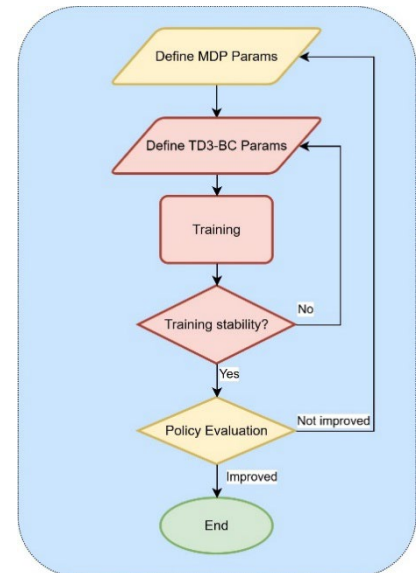 Define MDP Params
Define TD3-BC Params
Training
Training stability?
No
Yes
Policy Evaluation
Not improved
Improved
End